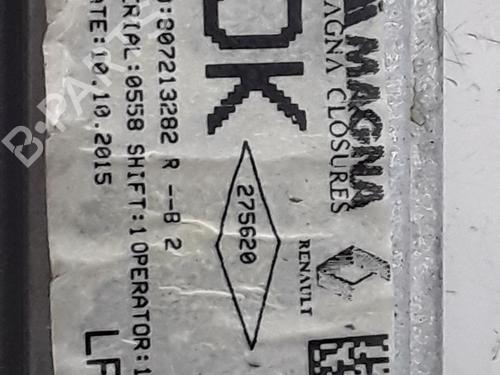 MAGNA
MAGNA CLOSURES
RENAULT
OK
275620
:807213282 R --B 2
ERIAL:0558 SHIFT:1 OPERATOR:1
ATE:10.10.2015
LF
B-PARTS